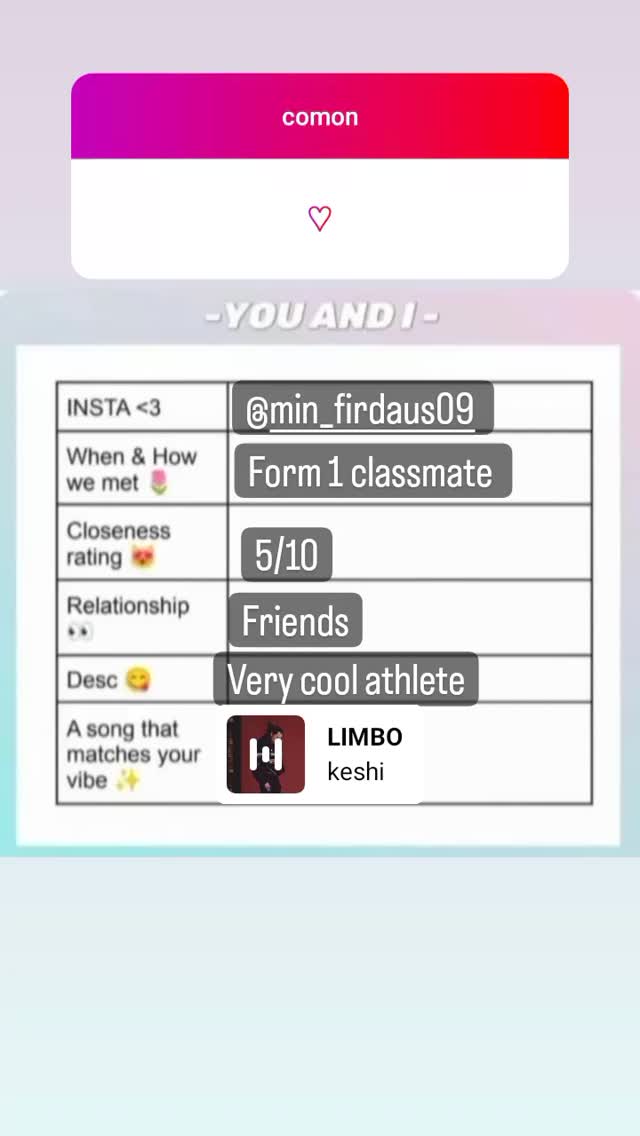 comon
♡
-YOU AND I-
INSTA <3
@min_firdaus09
When & How
we met 🌷
Form 1 classmate
Closeness
rating 😻
5/10
Relationship
👀
Friends
Desc 😋
Very cool athlete
A song that
matches your
vibe ✨
LIMBO
keshi